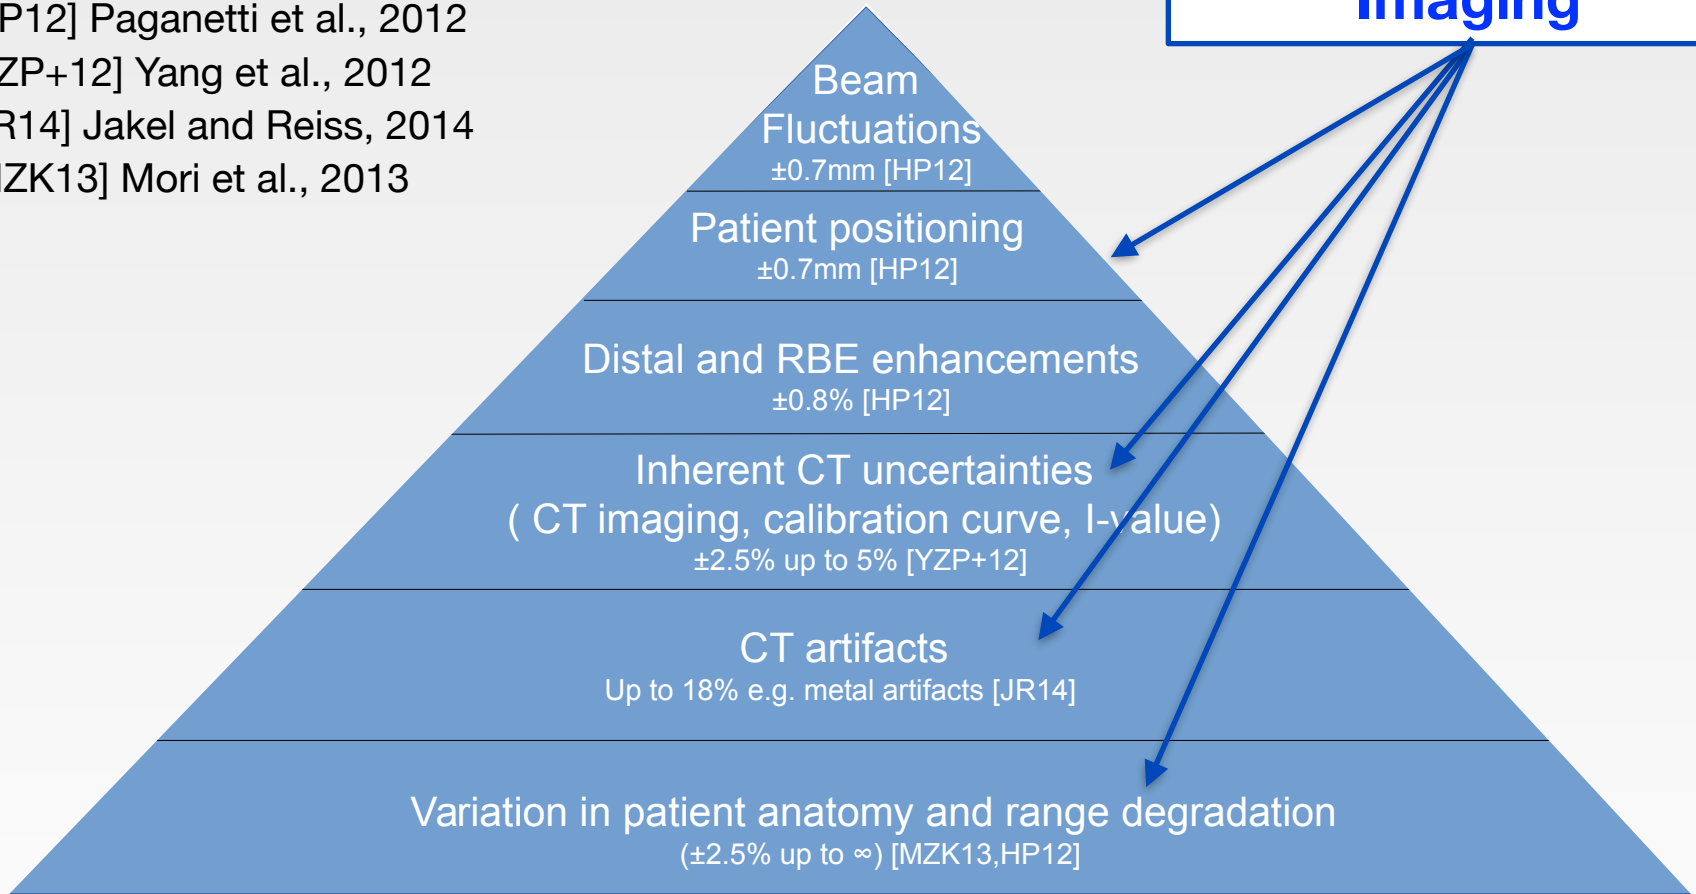 P12] Paganetti et al., 2012
ZP+12] Yang et al., 2012
R14] Jakel and Reiss, 2014
ZK13] Mori et al., 2013
Imaging
Beam
Fluctuations
±0.7mm [HP12]
Patient positioning
±0.7mm [HP12]
Distal and RBE enhancements
±0.8% [HP12]
Inherent CT uncertainties
( CT imaging, calibration curve, I-value)
±2.5% up to 5% [YZP+12]
CT artifacts
Up to 18% e.g. metal artifacts [JR14]
Variation in patient anatomy and range degradation
(±2.5% up to ∞) [MZK13,HP12]